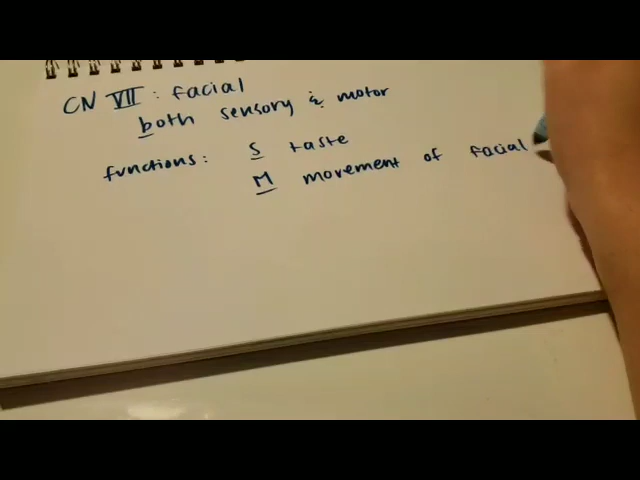 CN VII: facial
both sensory & motor
functions: S taste
M movement of facial